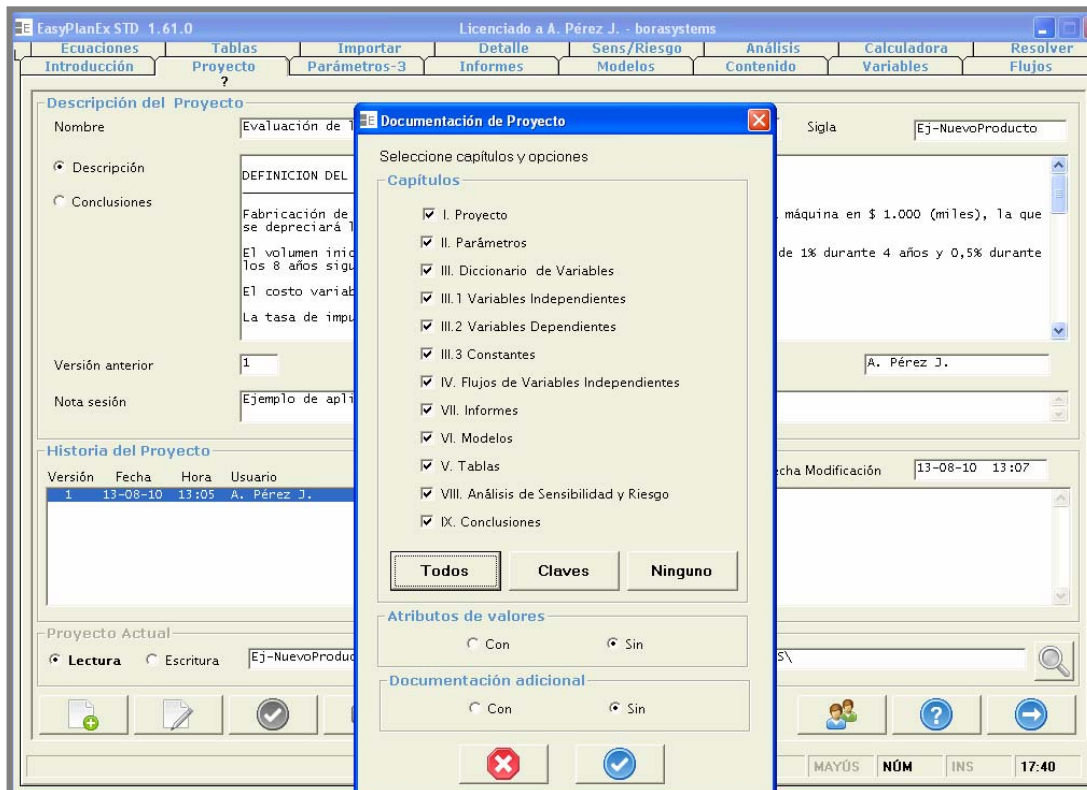 EasyPlanEx STD 1.61.0 Licenciado a A. Pérez J. - borasystems
Ecuaciones Tablas Importar Detalle Sens/Riesgo Análisis Calculadora Resolver
Introducción Proyecto Parámetros-3 Informes Modelos Contenido Variables Flujos
?
Descripción del Proyecto
Nombre Evaluación de Sigla Ej-NuevoProducto
Descripción
Conclusiones
DEFINICION DEL
Fabricación de máquina en $ 1.000 (miles), la que
se depreciará
El volumen de 1% durante 4 años y 0,5% durante
los 8 años
El costo
La tasa de
Versión anterior 1 A. Pérez J.
Nota sesión Ejemplo de
Historia del Proyecto
Versión Fecha Hora Usuario Modificación 13-08-10 13:07
1 13-08-10 13:05 A. Pérez J.
Proyecto Actual
Lectura Escritura S\
MAYÚS NÚM INS 17:40
Documentación de Proyecto
Seleccione capítulos y opciones
Capítulos
I. Proyecto
II. Parámetros
III. Diccionario de Variables
III.1 Variables Independientes
III.2 Variables Dependientes
III.3 Constantes
IV. Flujos de Variables Independientes
VII. Informes
VI. Modelos
V. Tablas
VIII. Análisis de Sensibilidad y Riesgo
IX. Conclusiones
Todos Claves Ninguno
Atributos de valores
Con Sin
Documentación adicional
Con Sin